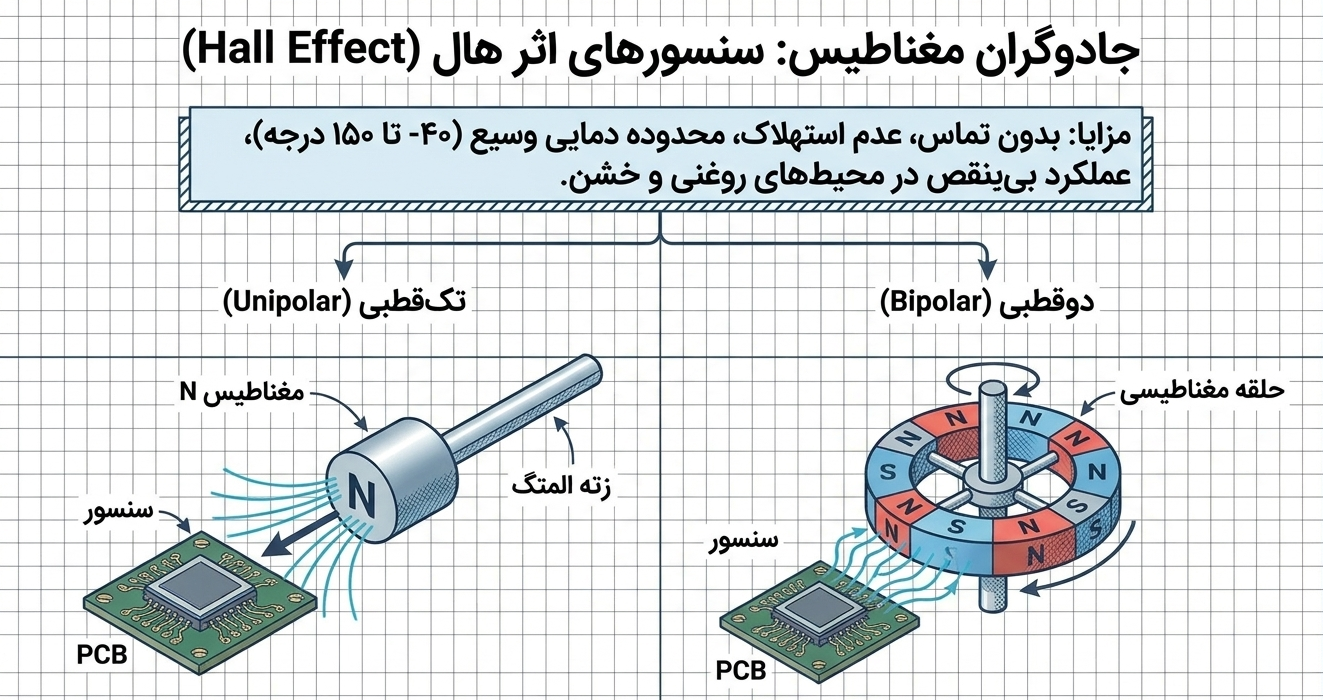 جادوگران مغناطیس: سنسورهای اثر هال (Hall Effect)
مزایا: بدون تماس، عدم استهلاک، محدوده دمایی وسیع (۴۰- تا ۱۵۰ درجه)،
عملکرد بی‌ینقص در محیط‌های روغنی و خشن.
دوقطبی (Bipolar)
تک‌قطبی (Unipolar)
حلقه مغناطیسی
N
N
N
N
N
S
S
N
S
N
N
S
N
S
سنسور
PCB
مغناطیس N
N
زته المتگ
سنسور
PCB